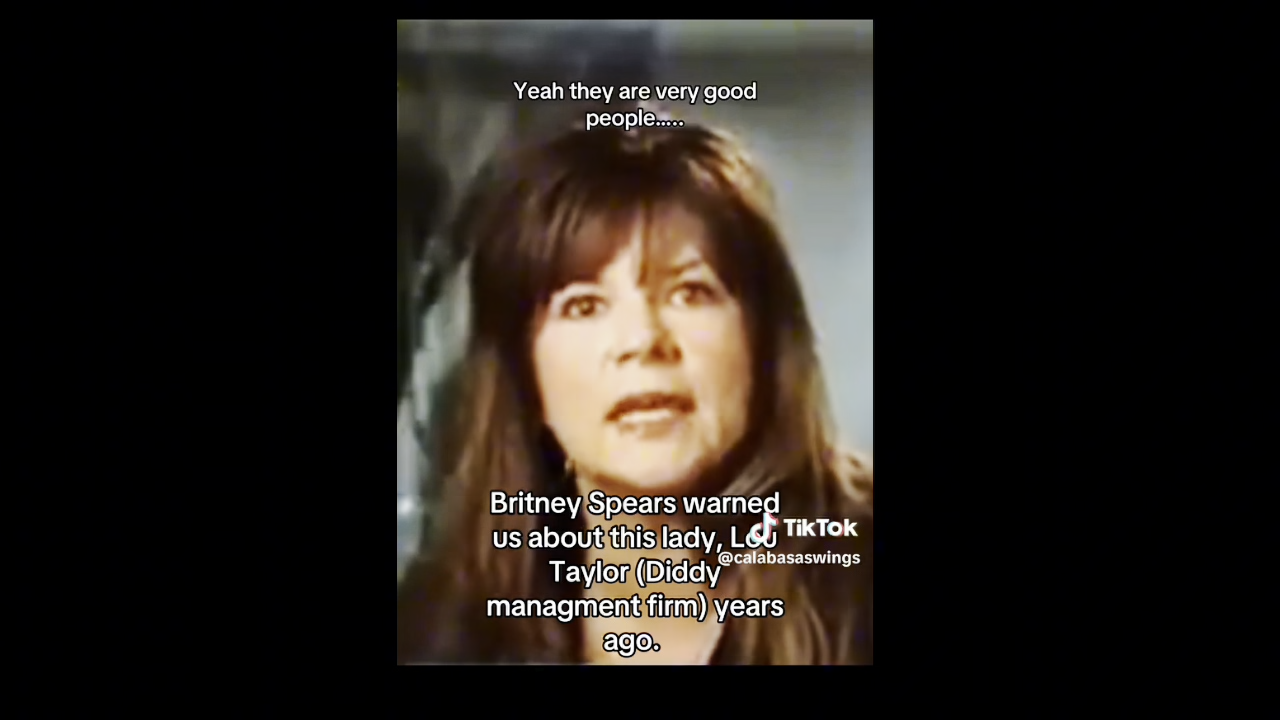 Yeah they are very good
people.....
Britney Spears warned
us about this lady, Lou
TikTok
@calabasaswings
Taylor (Diddy
managment firm) years
ago.